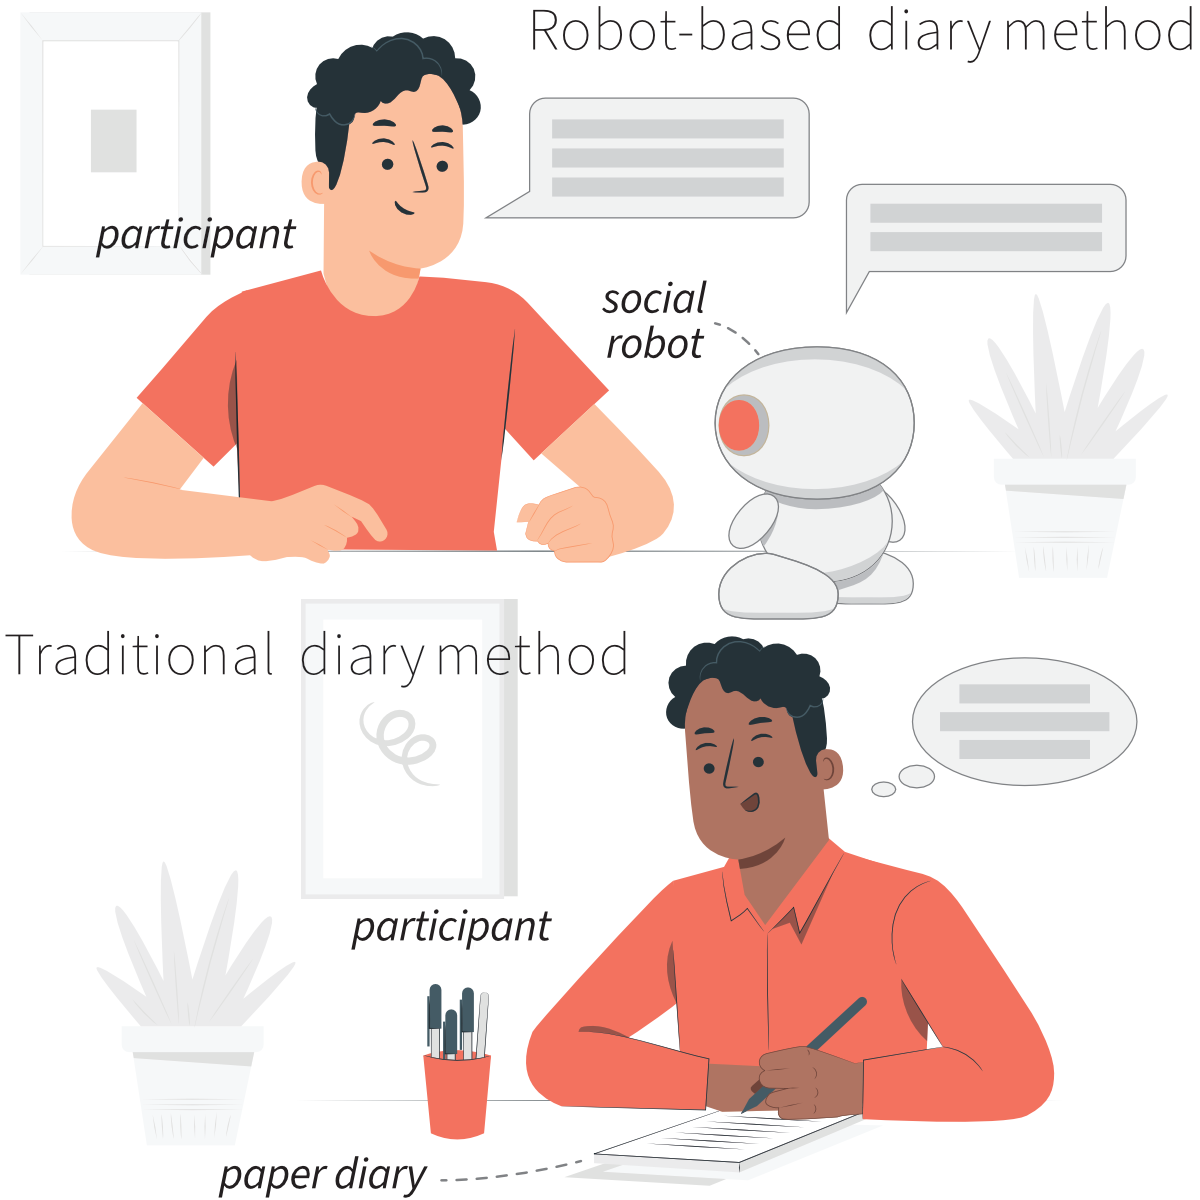 Robot-based diary method
participant
social
robot
Traditional diary method
participant
paper diary